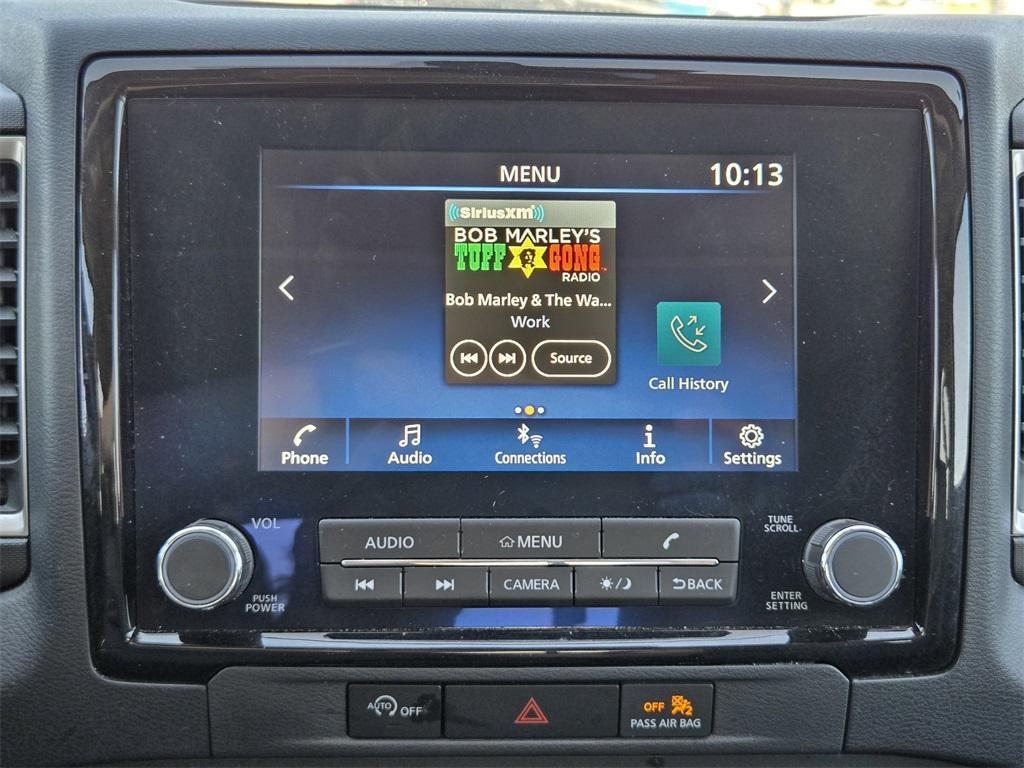 MENU
10:13
SiriusXM
BOB MARLEY'S
TUFF GONG
RADIO
Bob Marley & The Wa...
Work
Source
Call History
Phone
Audio
Connections
Info
Settings
VOL
PUSH
POWER
AUDIO
MENU
CAMERA
BACK
TUNE
SCROLL
ENTER
SETTING
AUTO
OFF
OFF
2
PASS AIR BAG